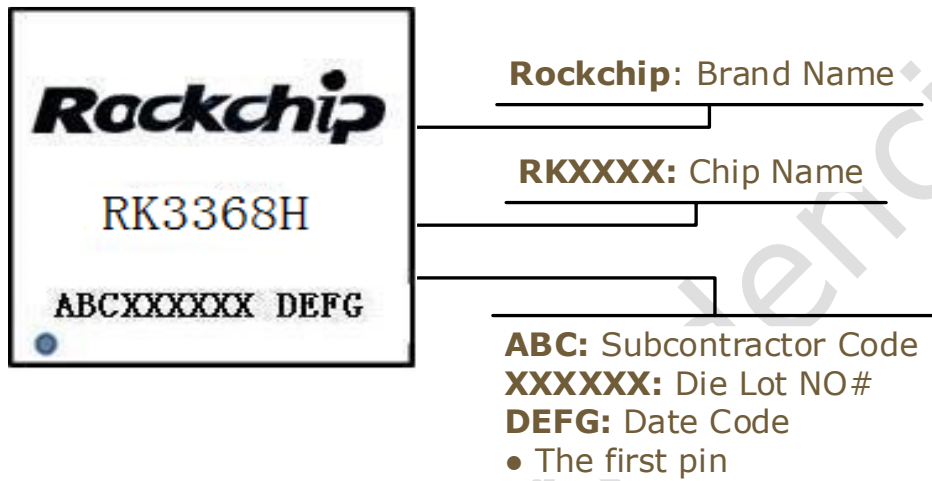 Rockchip
RK3368H
ABCXXXXXX DEFG
Rockchip: Brand Name
RKXXXX: Chip Name
ABC: Subcontractor Code
XXXXXX: Die Lot NO#
DEFG: Date Code
● The first pin